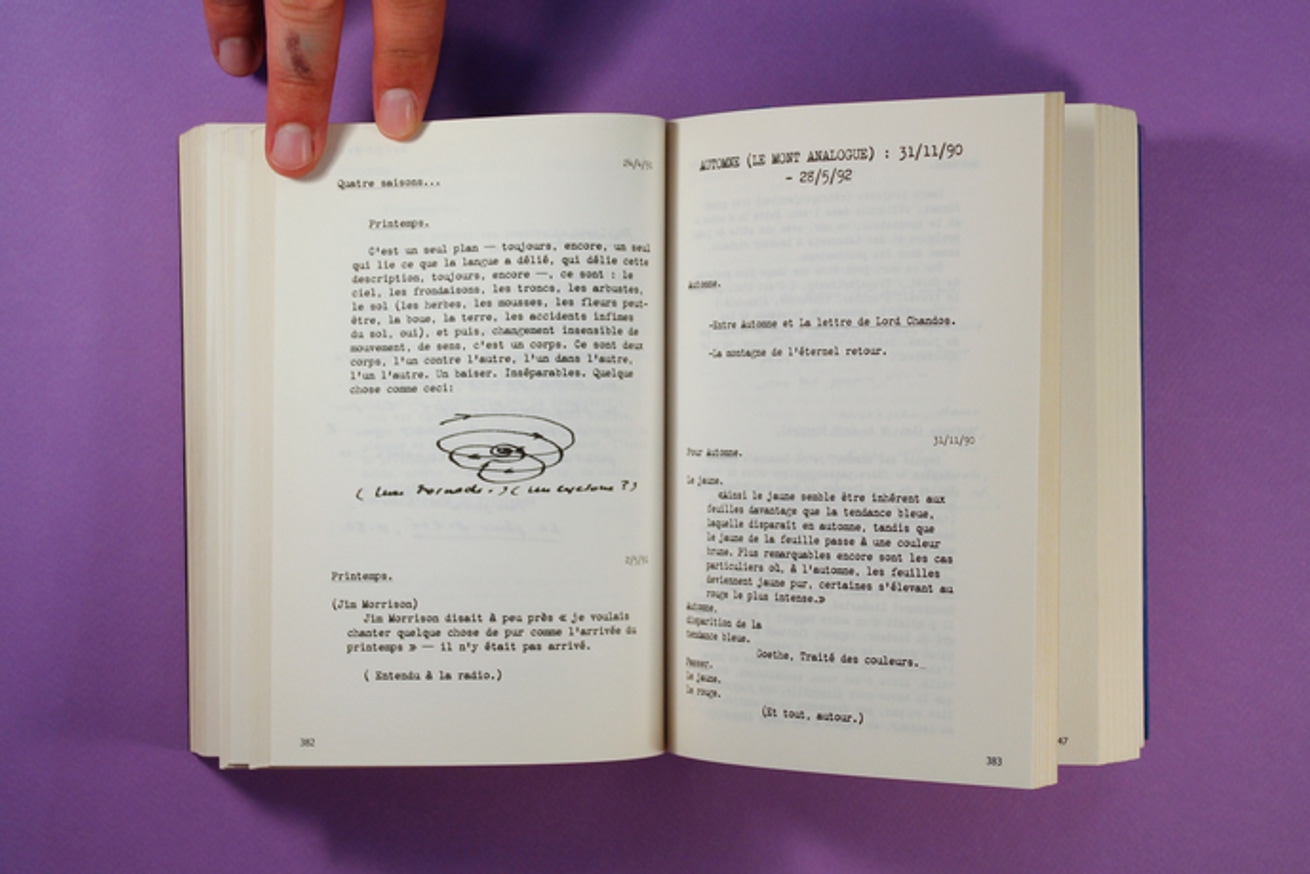 24/4/91
Quatre saisons...
Printemps.
C'est un seul plan — toujours, encore, un seul
qui lie ce que la langue a délié, qui délie cette
description, toujours, encore —, ce sont : le
ciel, les frondaisons, les troncs, les arbustes,
le sol (les herbes, les mousses, les fleurs peut-
être, la boue, la terre, les accidents infimes
du sol, oui), et puis, changement insensible de
mouvement, de sens, c'est un corps. Ce sont deux
corps, l'un contre l'autre, l'un dans l'autre,
l'un l'autre. Un baiser. Inséparables. Quelque
chose comme ceci:
( une tornade. ) ( un cyclone ? )
2/5/91
Printemps.
(Jim Morrison)
Jim Morrison disait à peu près « je voulais
chanter quelque chose de pur comme l'arrivée du
printemps » — il n'y était pas arrivé.
( Entendu à la radio.)
382
AUTOMNE (LE MONT ANALOGUE) : 31/11/90
- 28/5/92
Automne.
-Entre Automne et La lettre de Lord Chandos.
-La montagne de l'éternel retour.
31/11/90
Pour Automne.
Le jaune.
«Ainsi le jaune semble être inhérent aux
feuilles davantage que la tendance bleue,
laquelle disparaît en automne, tandis que
le jaune de la feuille passe à une couleur
brune. Plus remarquables encore sont les cas
particuliers où, à l'automne, les feuilles
deviennent jaune pur, certaines s'élevant au
rouge le plus intense.»
Automne,
disparition de la
tendance bleue.
Goethe, Traité des couleurs.
Passer.
Le jaune.
Le rouge.
(Et tout, autour.)
383
47